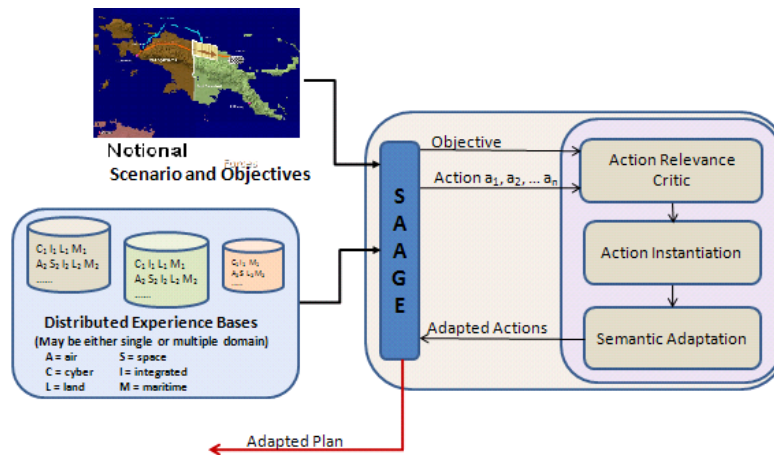 Notional
Scenario and Objectives
C₁ I₁ L₁ M₁
A₂ S₂ I₂ L₂ M₂
......
C₁ I₁ L₁ M₁
A₂ S₂ I₂ L₂ M₂
......
Distributed Experience Bases
(May be either single or multiple domain)
A = air S = space
C = cyber I = integrated
L = land M = maritime
S
A
A
G
E
Objective
Action a₁, a₂, ... aₙ
Adapted Actions
Action Relevance
Critic
Action Instantiation
Semantic Adaptation
Adapted Plan